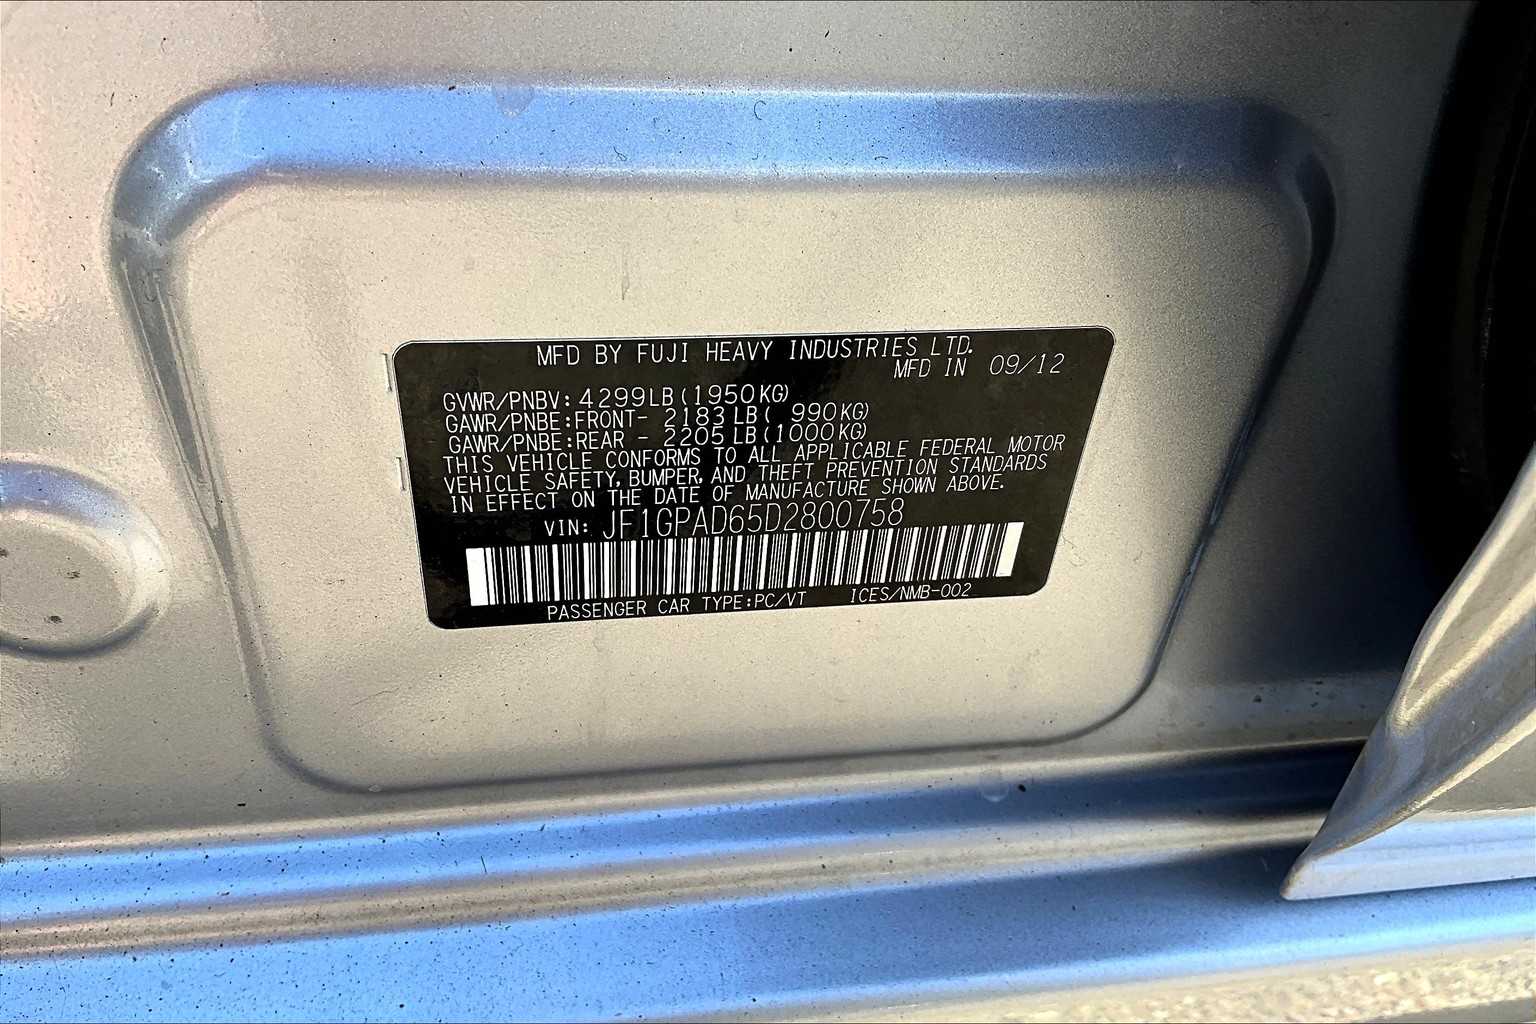 MFD BY FUJI HEAVY INDUSTRIES LTD.
MFD IN 09/12
GVWR/PNBV: 4299LB(1950KG)
GAWR/PNBE:FRONT- 2183LB( 990KG)
GAWR/PNBE:REAR - 2205LB(1000KG)
THIS VEHICLE CONFORMS TO ALL APPLICABLE FEDERAL MOTOR
VEHICLE SAFETY, BUMPER, AND THEFT PREVENTION STANDARDS
IN EFFECT ON THE DATE OF MANUFACTURE SHOWN ABOVE.
VIN: JF1GPAD65D2800758
PASSENGER CAR TYPE:PC/VT ICES/NMB-002